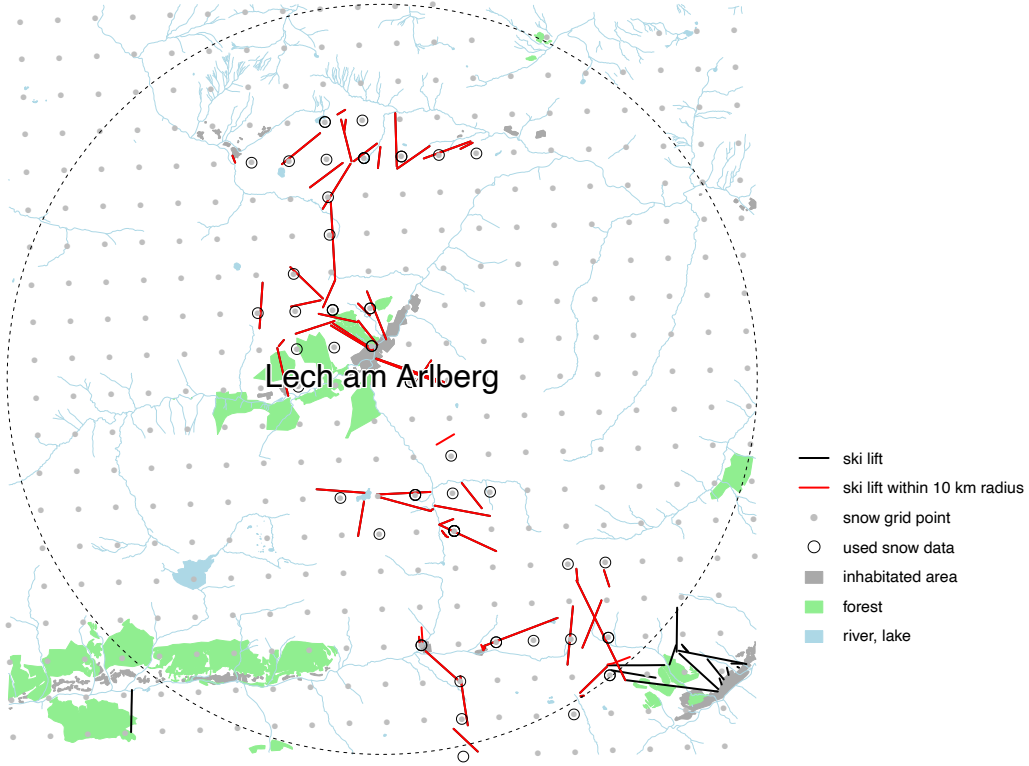 Lech am Arlberg
ski lift
ski lift within 10 km radius
snow grid point
used snow data
inhabitated area
forest
river, lake